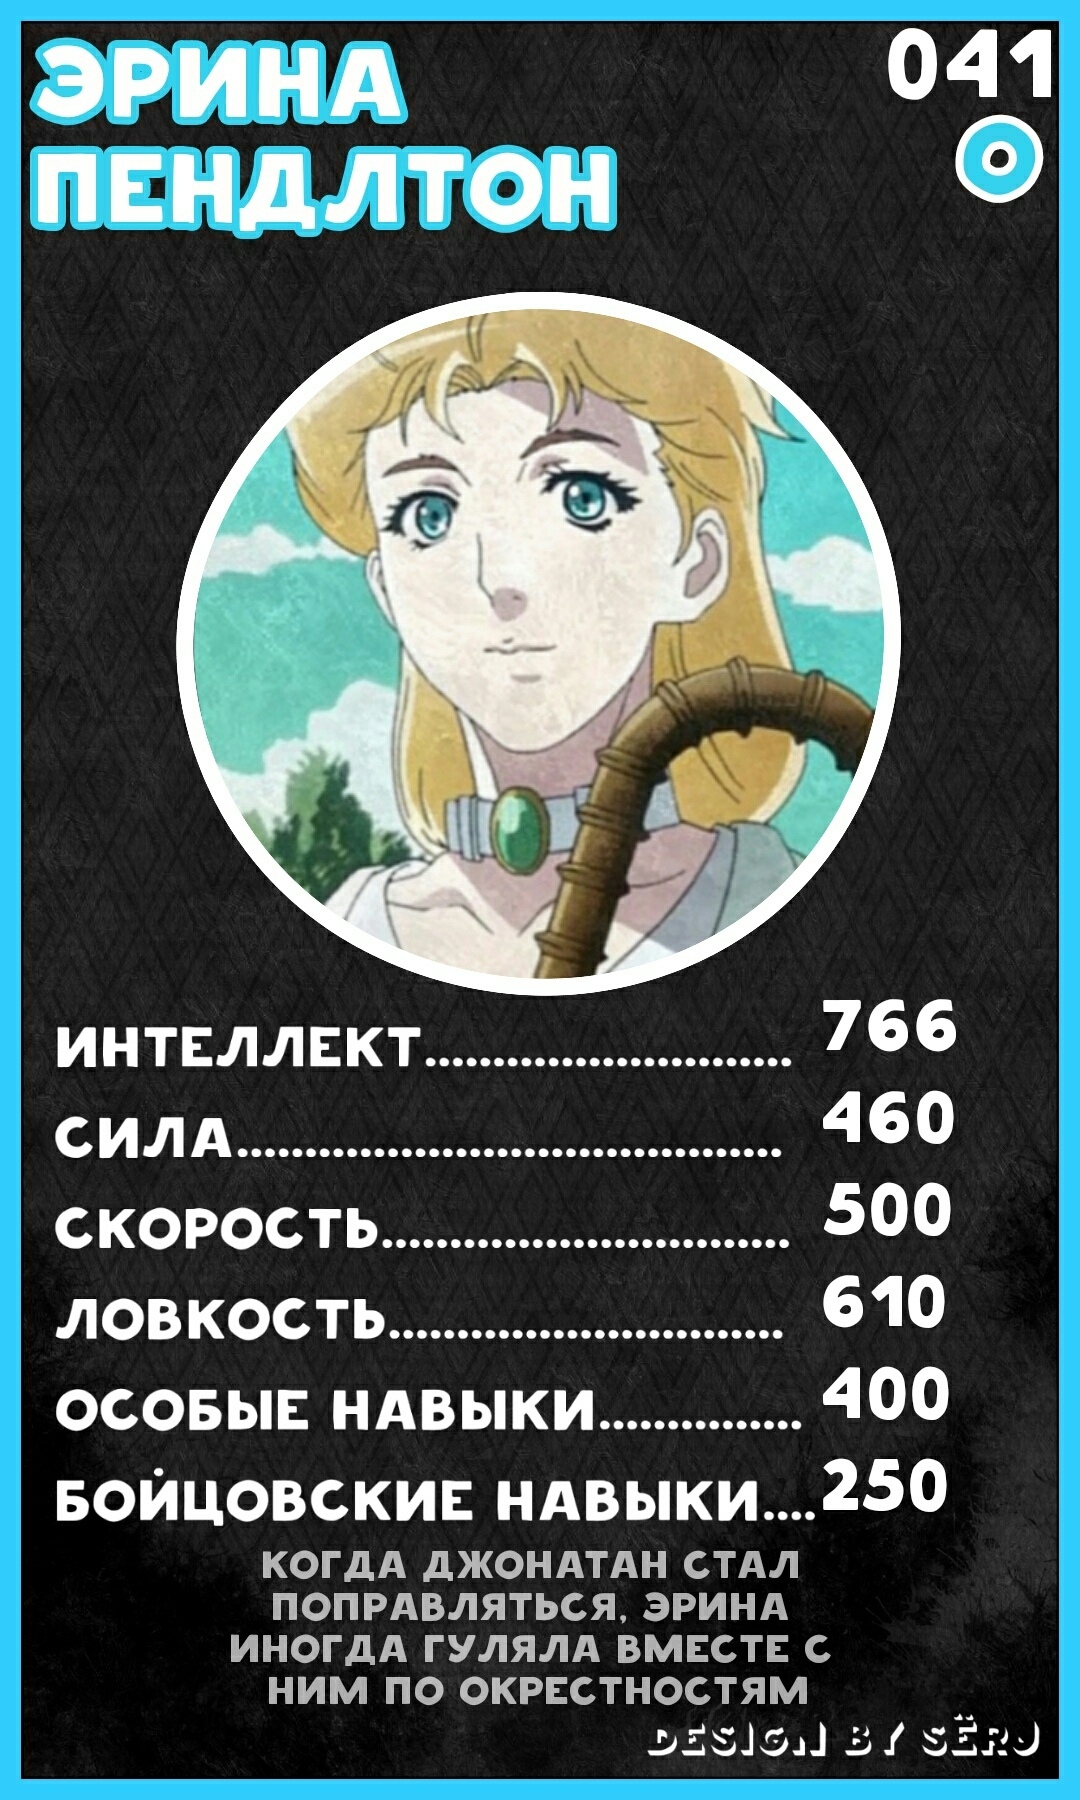 ЭРИНА
ПЕНДЛТОН
041
О
ИНТЕЛЛЕКТ........................... 766
СИЛА........................................ 460
СКОРОСТЬ.............................. 500
ЛОВКОСТЬ............................. 610
ОСОБЫЕ НАВЫКИ............... 400
БОЙЦОВСКИЕ НАВЫКИ.... 250
КОГДА ДЖОНАТАН СТАЛ
ПОПРАВЛЯТЬСЯ, ЭРИНА
ИНОГДА ГУЛЯЛА ВМЕСТЕ С
НИМ ПО ОКРЕСТНОСТЯМ
DESIGN BY SЁRJ